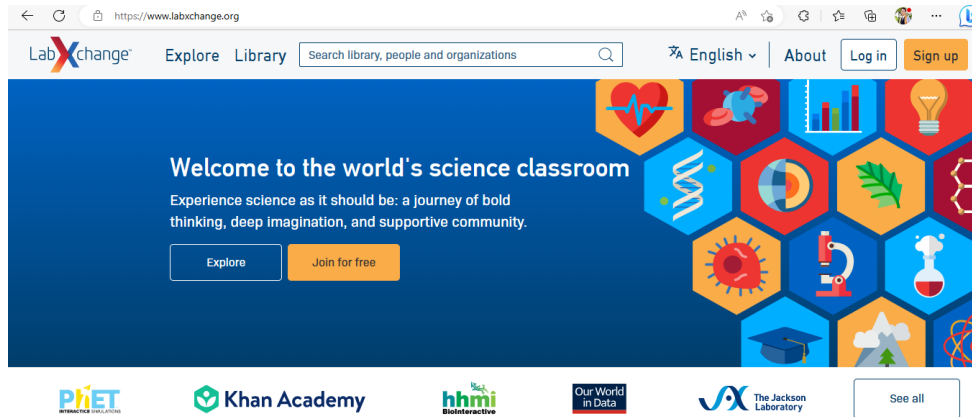 https://www.labxchange.org
LabXchange
Explore Library Search library, people and organizations English About Log in Sign up
Welcome to the world's science classroom
Experience science as it should be: a journey of bold
thinking, deep imagination, and supportive community.
Explore Join for free
PhET Khan Academy hhmi Our World The Jackson See all
INTERACTIVE SIMULATIONS BioInteractive in Data Laboratory